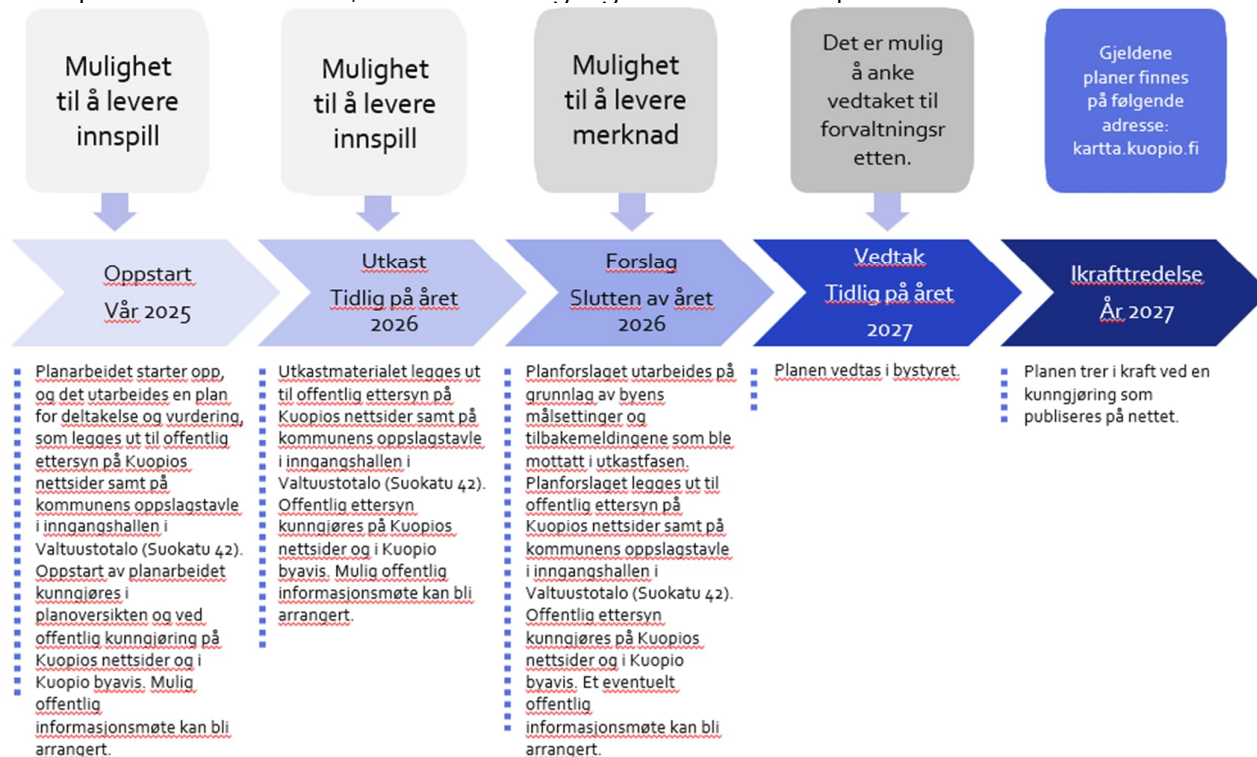 Mulighet
til å levere
innspill
Mulighet
til å levere
innspill
Mulighet
til å levere
merknad
Det er mulig
å anke
vedtaket til
forvaltningsr
etten.
Gjeldene
planer finnes
på følgende
adresse:
kartta.kuopio.fi
Oppstart
Vår 2025
Utkast
Tidlig på året
2026
Forslag
Slutten av året
2026
Vedtak
Tidlig på året
2027
Ikrafttredelse
År 2027
Planarbeidet starter opp,
og det utarbeides en plan
for deltakelse og vurdering,
som legges ut til offentlig
ettersyn på Kuopios
nettsider samt på
kommunens oppslagstavle
i inngangshallen i
Valtuustotalo (Suokatu 42).
Oppstart av planarbeidet
kunngjøres i
planoversikten og ved
offentlig kunngjøring på
Kuopios nettsider og i
Kuopio byavis. Mulig
offentlig
informasjonsmøte kan bli
arrangert.
Utkastmaterialet legges ut
til offentlig ettersyn på
Kuopios nettsider samt på
kommunens oppslagstavle
i inngangshallen i
Valtuustotalo (Suokatu 42).
Offentlig ettersyn
kunngjøres på Kuopios
nettsider og i Kuopio
byavis. Mulig offentlig
informasjonsmøte kan bli
arrangert.
Planforslaget utarbeides på
grunnlag av byens
målsettinger og
tilbakemeldingene som ble
mottatt i utkastfasen.
Planforslaget legges ut til
offentlig ettersyn på
Kuopios nettsider samt på
kommunens oppslagstavle
i inngangshallen i
Valtuustotalo (Suokatu 42).
Offentlig ettersyn
kunngjøres på Kuopios
nettsider og i Kuopio
byavis. Et eventuelt
offentlig
informasjonsmøte kan bli
arrangert.
Planen vedtas i bystyret.
Planen trer i kraft ved en
kunngjøring som
publiseres på nettet.